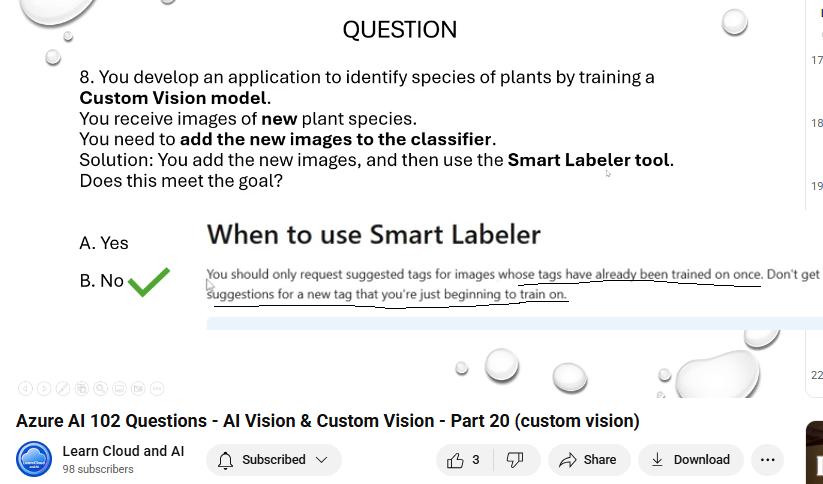 QUESTION
8. You develop an application to identify species of plants by training a
Custom Vision model.
You receive images of new plant species.
You need to add the new images to the classifier.
Solution: You add the new images, and then use the Smart Labeler tool.
Does this meet the goal?
A. Yes
B. No
When to use Smart Labeler
You should only request suggested tags for images whose tags have already been trained on once. Don't get
suggestions for a new tag that you're just beginning to train on.
17
18
19
22
Azure AI 102 Questions - AI Vision & Custom Vision - Part 20 (custom vision)
Learn Cloud and AI
98 subscribers
Subscribed
3
Share
Download